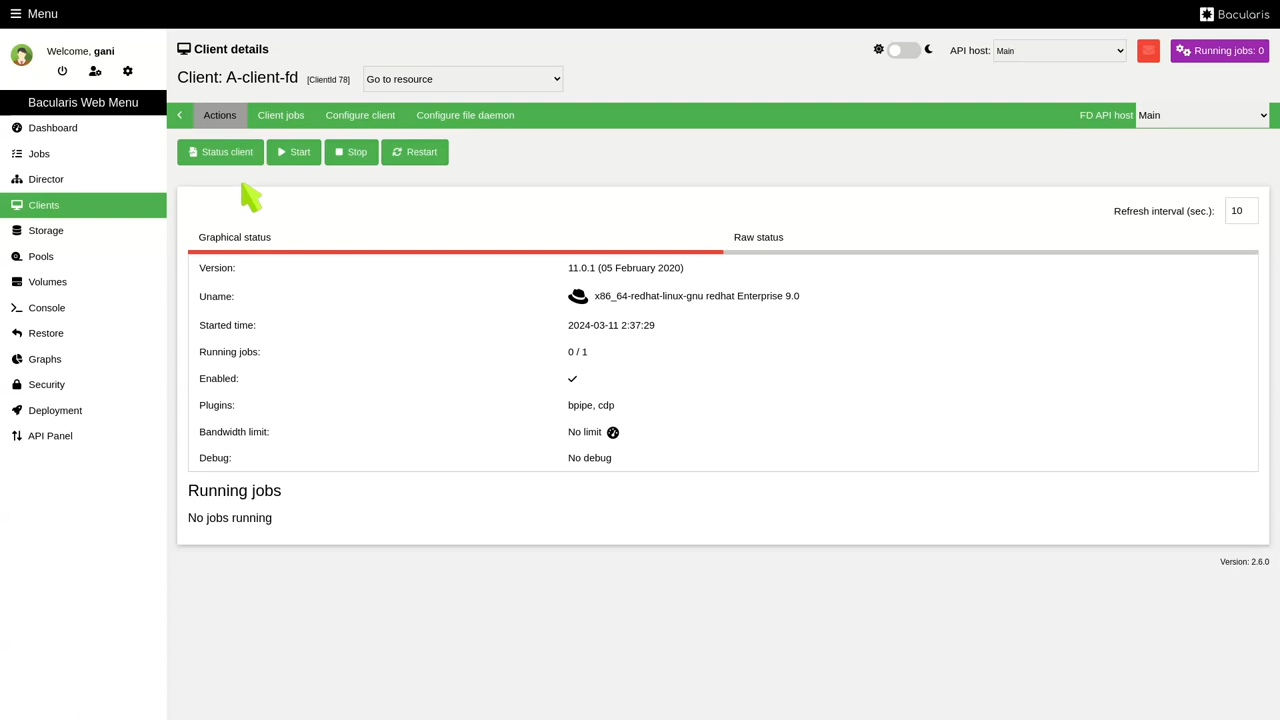 Menu
Bacularis
Welcome, gani
Client details
API host: Main
Running jobs: 0
Client: A-client-fd [ClientId 78] Go to resource
Bacularis Web Menu
Actions Client jobs Configure client Configure file daemon FD API host Main
Dashboard
Jobs
Director
Clients
Storage
Pools
Volumes
Console
Restore
Graphs
Security
Deployment
API Panel
Status client Start Stop Restart
Refresh interval (sec.): 10
Graphical status Raw status
Version: 11.0.1 (05 February 2020)
Uname: x86_64-redhat-linux-gnu redhat Enterprise 9.0
Started time: 2024-03-11 2:37:29
Running jobs: 0 / 1
Enabled:
Plugins: bpipe, cdp
Bandwidth limit: No limit
Debug: No debug
Running jobs
No jobs running
Version: 2.6.0